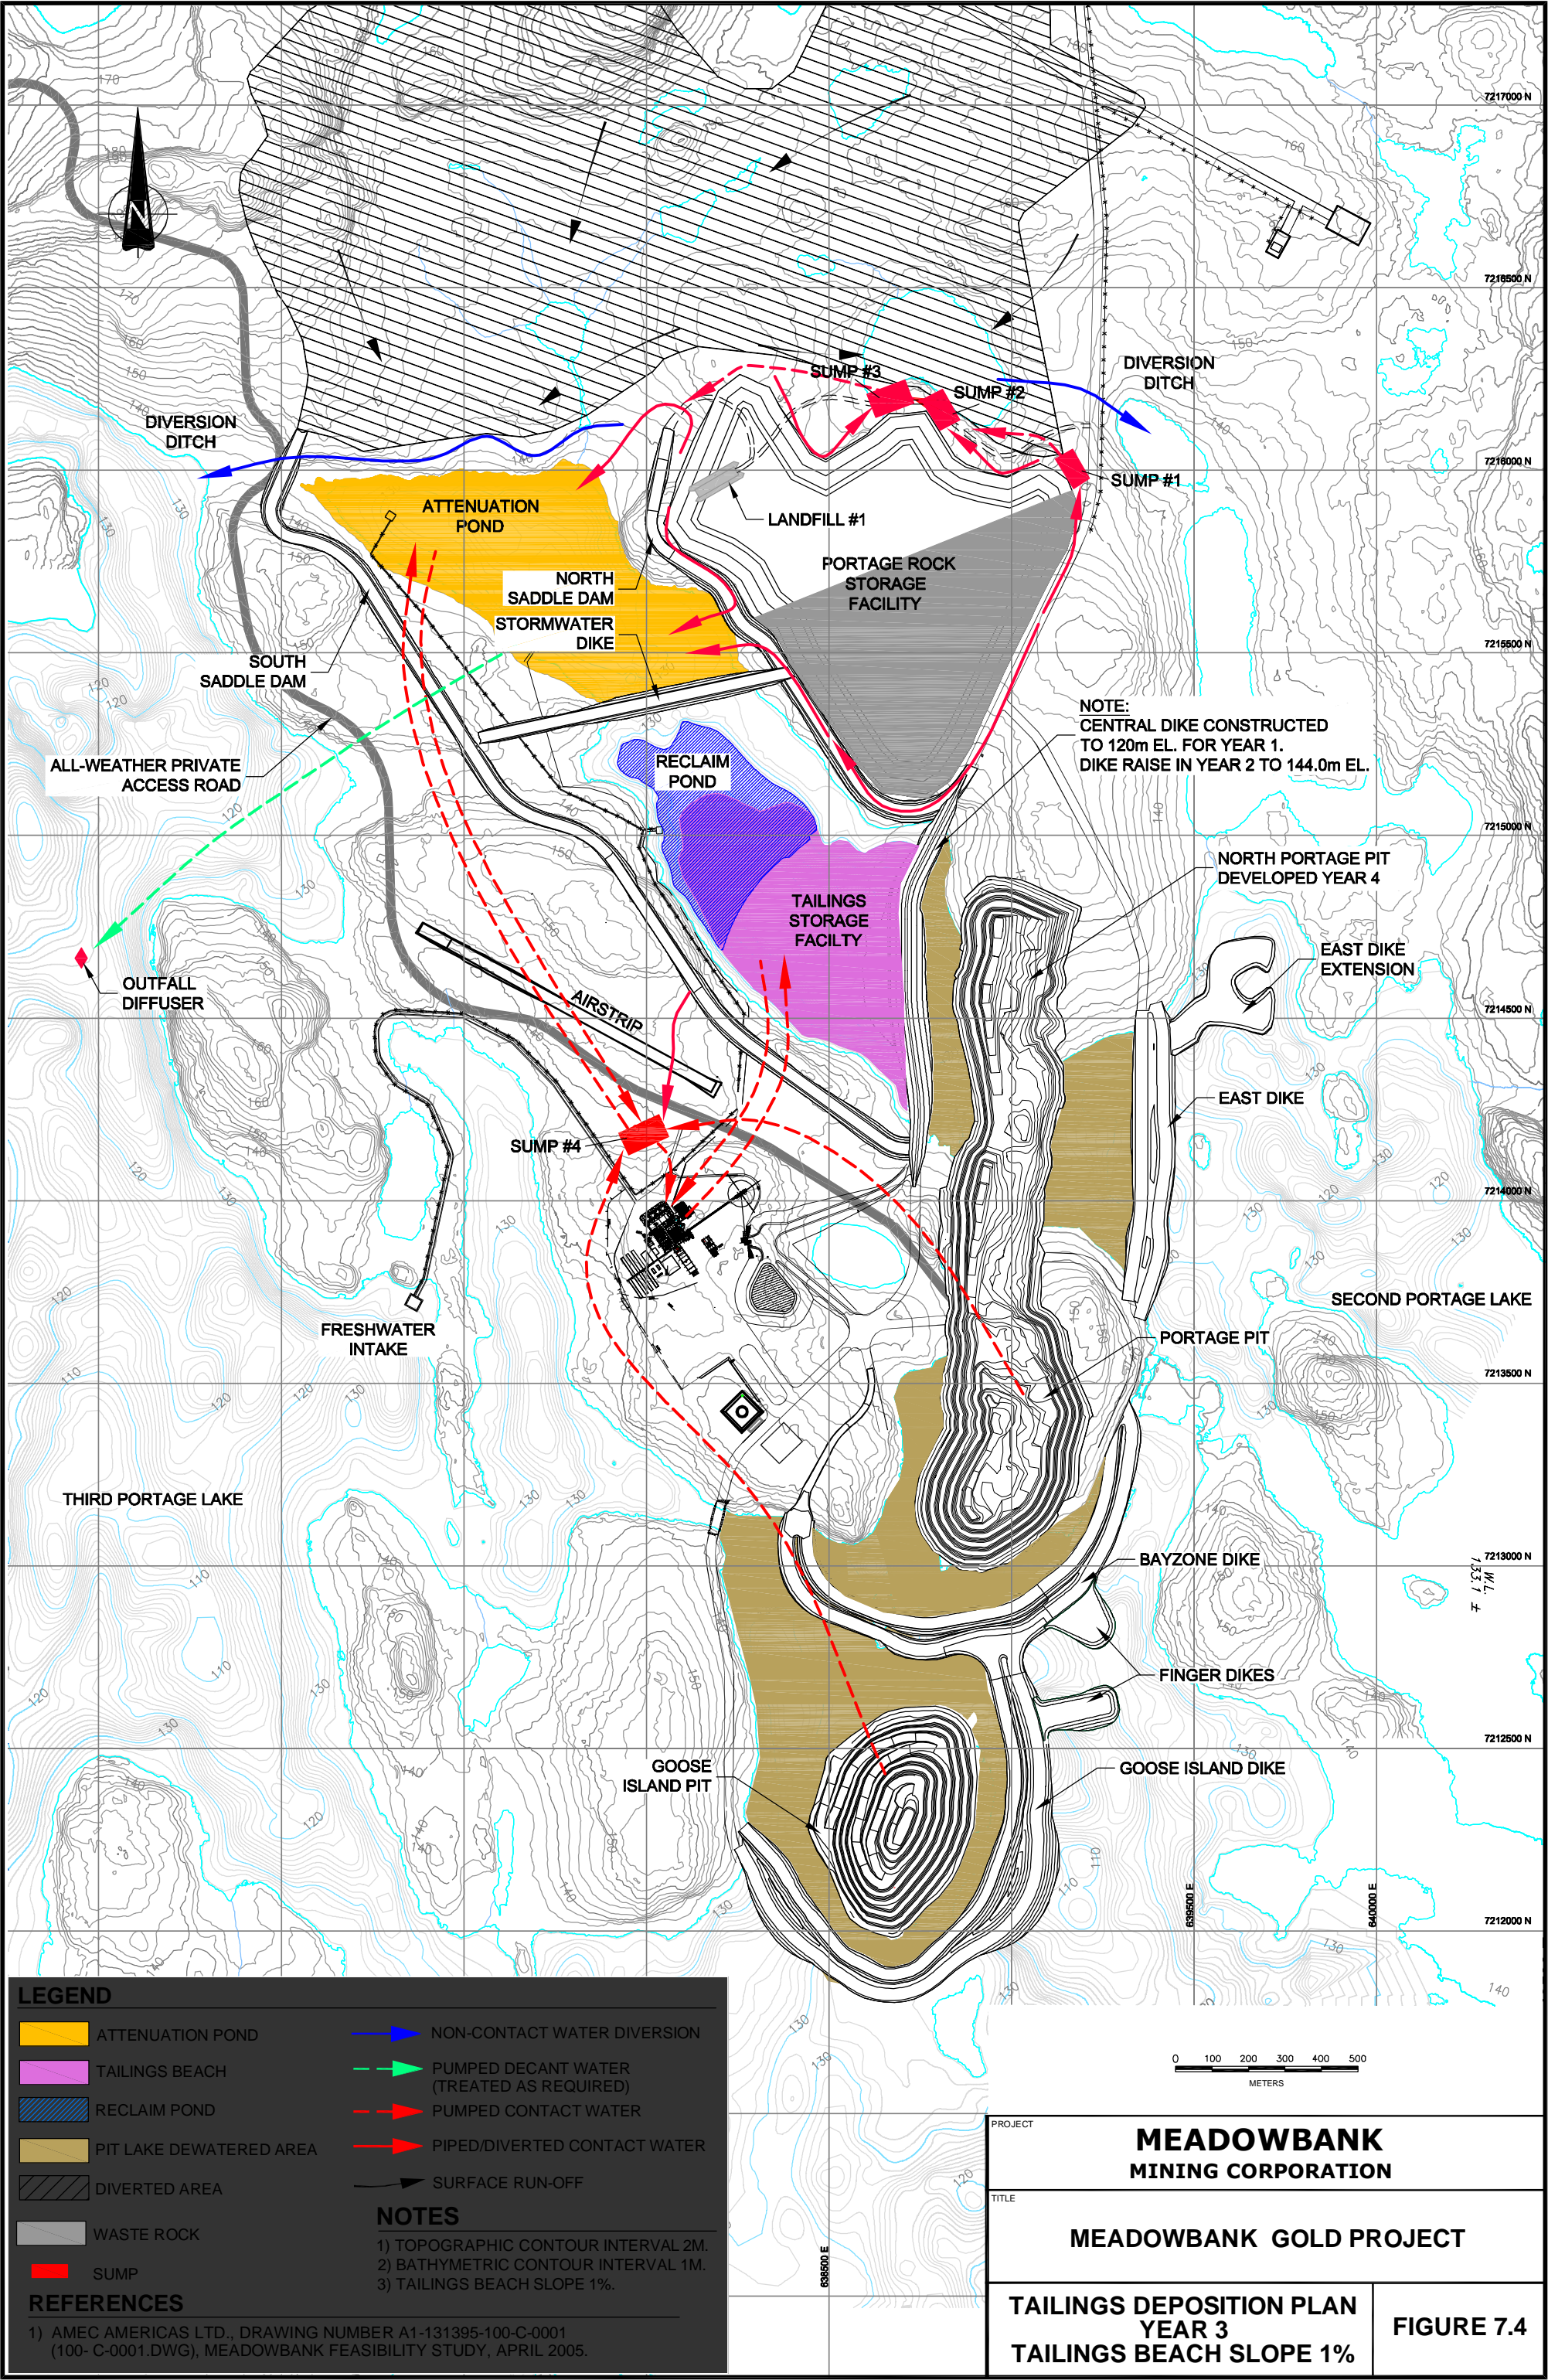 7217000 N
7216500 N
DIVERSION
DITCH
SUMP #3
SUMP #2
DIVERSION
DITCH
7216000 N
SUMP #1
ATTENUATION
POND
LANDFILL #1
PORTAGE ROCK
STORAGE
FACILITY
NORTH
SADDLE DAM
STORMWATER
DIKE
7215500 N
SOUTH
SADDLE DAM
NOTE:
CENTRAL DIKE CONSTRUCTED
TO 120m EL. FOR YEAR 1.
DIKE RAISE IN YEAR 2 TO 144.0m EL.
ALL-WEATHER PRIVATE
ACCESS ROAD
RECLAIM
POND
7215000 N
NORTH PORTAGE PIT
DEVELOPED YEAR 4
TAILINGS
STORAGE
FACILTY
EAST DIKE
EXTENSION
OUTFALL
DIFFUSER
AIRSTRIP
7214500 N
EAST DIKE
SUMP #4
7214000 N
SECOND PORTAGE LAKE
FRESHWATER
INTAKE
PORTAGE PIT
7213500 N
THIRD PORTAGE LAKE
BAYZONE DIKE
7213000 N
W.L.
133.1 ±
FINGER DIKES
7212500 N
GOOSE
ISLAND PIT
GOOSE ISLAND DIKE
639500 E
640000 E
7212000 N
638500 E
LEGEND
ATTENUATION POND
TAILINGS BEACH
RECLAIM POND
PIT LAKE DEWATERED AREA
DIVERTED AREA
WASTE ROCK
SUMP
NON-CONTACT WATER DIVERSION
PUMPED DECANT WATER
(TREATED AS REQUIRED)
PUMPED CONTACT WATER
PIPED/DIVERTED CONTACT WATER
SURFACE RUN-OFF
NOTES
1) TOPOGRAPHIC CONTOUR INTERVAL 2M.
2) BATHYMETRIC CONTOUR INTERVAL 1M.
3) TAILINGS BEACH SLOPE 1%.
REFERENCES
1) AMEC AMERICAS LTD., DRAWING NUMBER A1-131395-100-C-0001
(100- C-0001.DWG), MEADOWBANK FEASIBILITY STUDY, APRIL 2005.
0 100 200 300 400 500
METERS
PROJECT
MEADOWBANK
MINING CORPORATION
TITLE
MEADOWBANK GOLD PROJECT
TAILINGS DEPOSITION PLAN
YEAR 3
TAILINGS BEACH SLOPE 1%
FIGURE 7.4